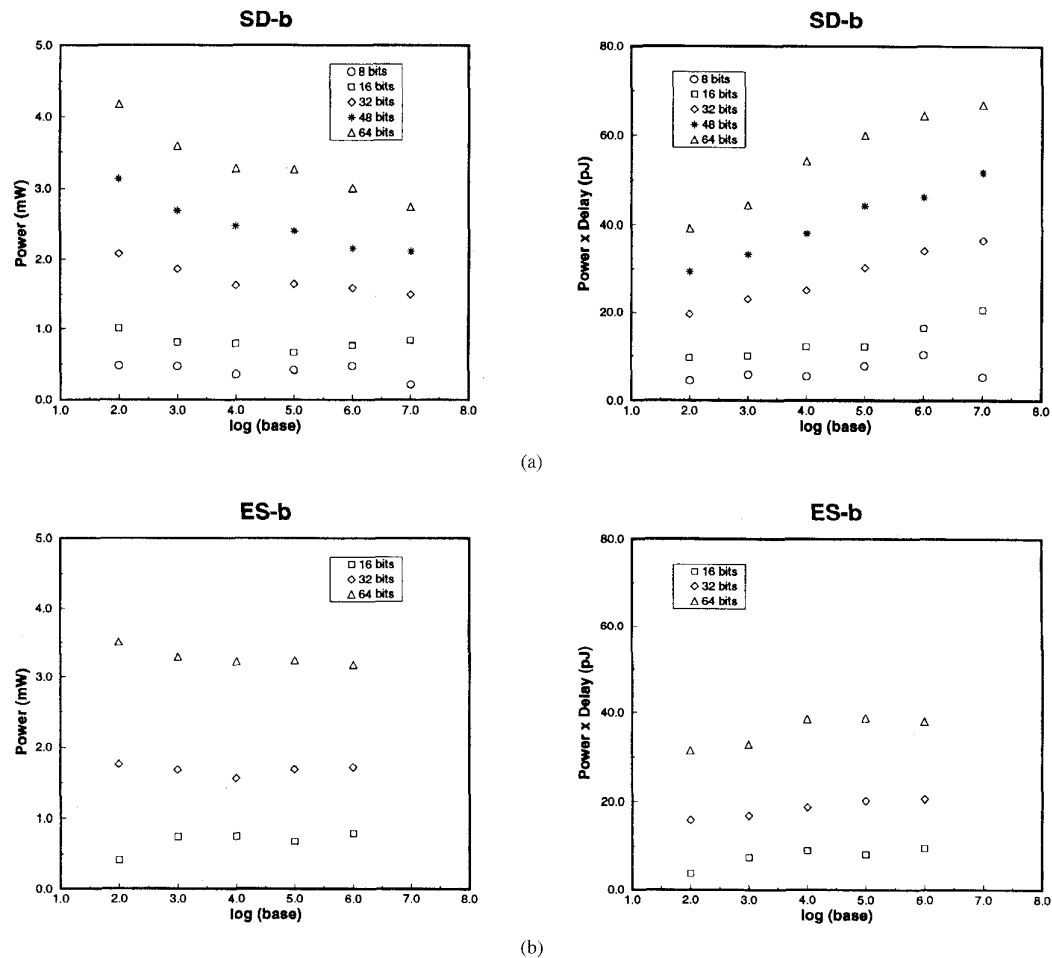 SD-b
5.0
4.0
3.0
2.0
1.0
0.0
Power (mW)
8 bits
16 bits
32 bits
48 bits
64 bits
1.0 2.0 3.0 4.0 5.0 6.0 7.0 8.0
log (base)
SD-b
80.0
60.0
40.0
20.0
0.0
Power x Delay (pJ)
8 bits
16 bits
32 bits
48 bits
64 bits
1.0 2.0 3.0 4.0 5.0 6.0 7.0 8.0
log (base)
(a)
ES-b
5.0
4.0
3.0
2.0
1.0
0.0
Power (mW)
16 bits
32 bits
64 bits
1.0 2.0 3.0 4.0 5.0 6.0 7.0 8.0
log (base)
ES-b
80.0
60.0
40.0
20.0
0.0
Power x Delay (pJ)
16 bits
32 bits
64 bits
1.0 2.0 3.0 4.0 5.0 6.0 7.0 8.0
log (base)
(b)